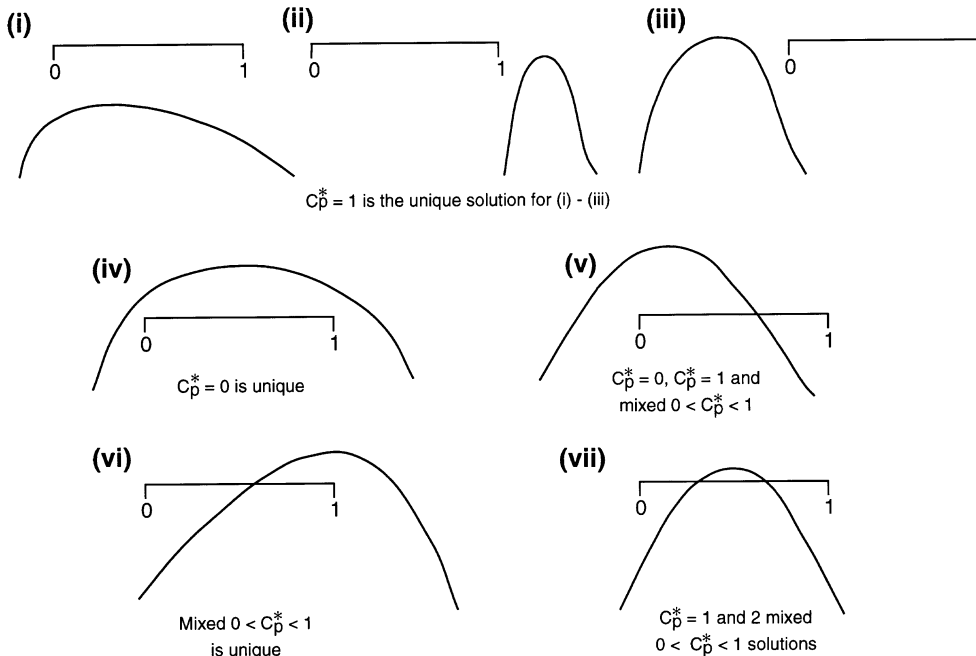 (i)
(ii)
(iii)
0 1
0 1
0
C*p = 1 is the unique solution for (i) - (iii)
(iv)
(v)
0 1
0 1
C*p = 0 is unique
C*p = 0, C*p = 1 and
mixed 0 < C*p < 1
(vi)
(vii)
0 1
0 1
Mixed 0 < C*p < 1
is unique
C*p = 1 and 2 mixed
0 < C*p < 1 solutions